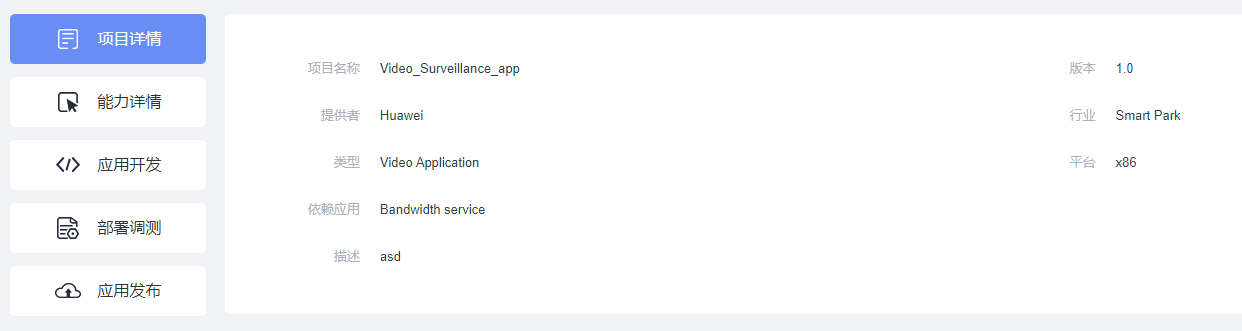 项目详情
能力详情
应用开发
部署调测
应用发布
项目名称 Video_Surveillance_app 版本 1.0
提供者 Huawei 行业 Smart Park
类型 Video Application 平台 x86
依赖应用 Bandwidth service
描述 asd